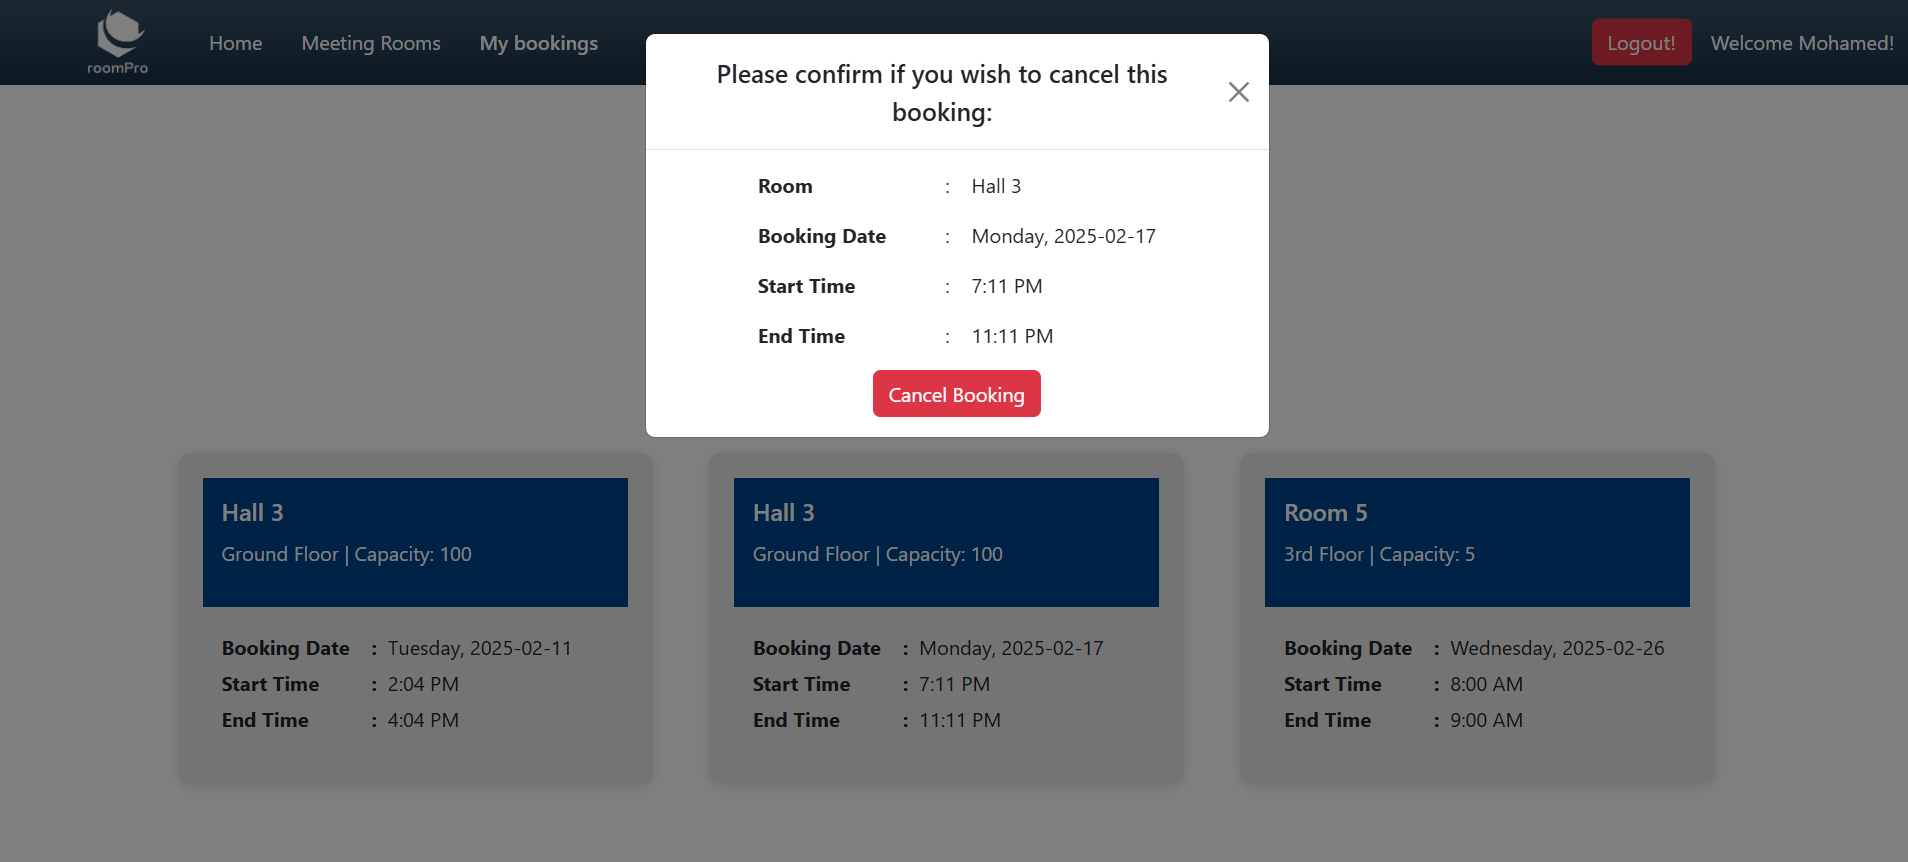 roomPro
Home
Meeting Rooms
My bookings
Logout!
Welcome Mohamed!
Please confirm if you wish to cancel this
booking:
Room : Hall 3
Booking Date : Monday, 2025-02-17
Start Time : 7:11 PM
End Time : 11:11 PM
Cancel Booking
Hall 3
Ground Floor | Capacity: 100
Booking Date : Tuesday, 2025-02-11
Start Time : 2:04 PM
End Time : 4:04 PM
Hall 3
Ground Floor | Capacity: 100
Booking Date : Monday, 2025-02-17
Start Time : 7:11 PM
End Time : 11:11 PM
Room 5
3rd Floor | Capacity: 5
Booking Date : Wednesday, 2025-02-26
Start Time : 8:00 AM
End Time : 9:00 AM